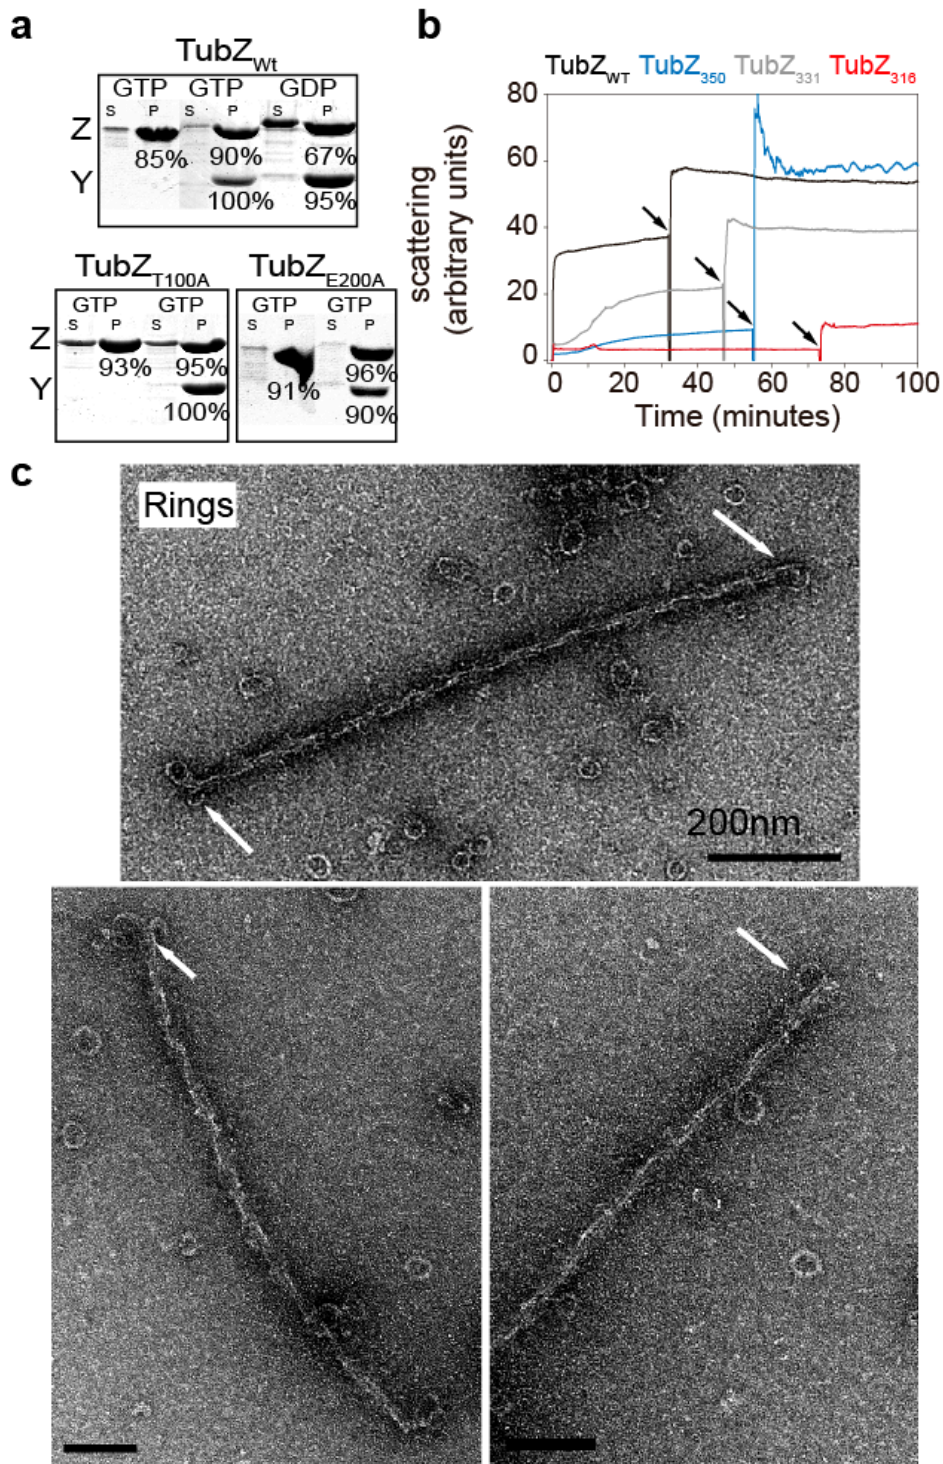 a
TubZWt
GTP GTP GDP
S P S P S P
Z
85% 90% 67%
Y
100% 95%
TubZT100A
GTP GTP
S P S P
Z
93% 95%
Y
100%
TubZE200A
GTP GTP
S P S P
91% 96%
90%
b
TubZWT TubZ350 TubZ331 TubZ316
scattering
(arbitrary units)
80
60
40
20
0
0 20 40 60 80 100
Time (minutes)
c
Rings
200nm